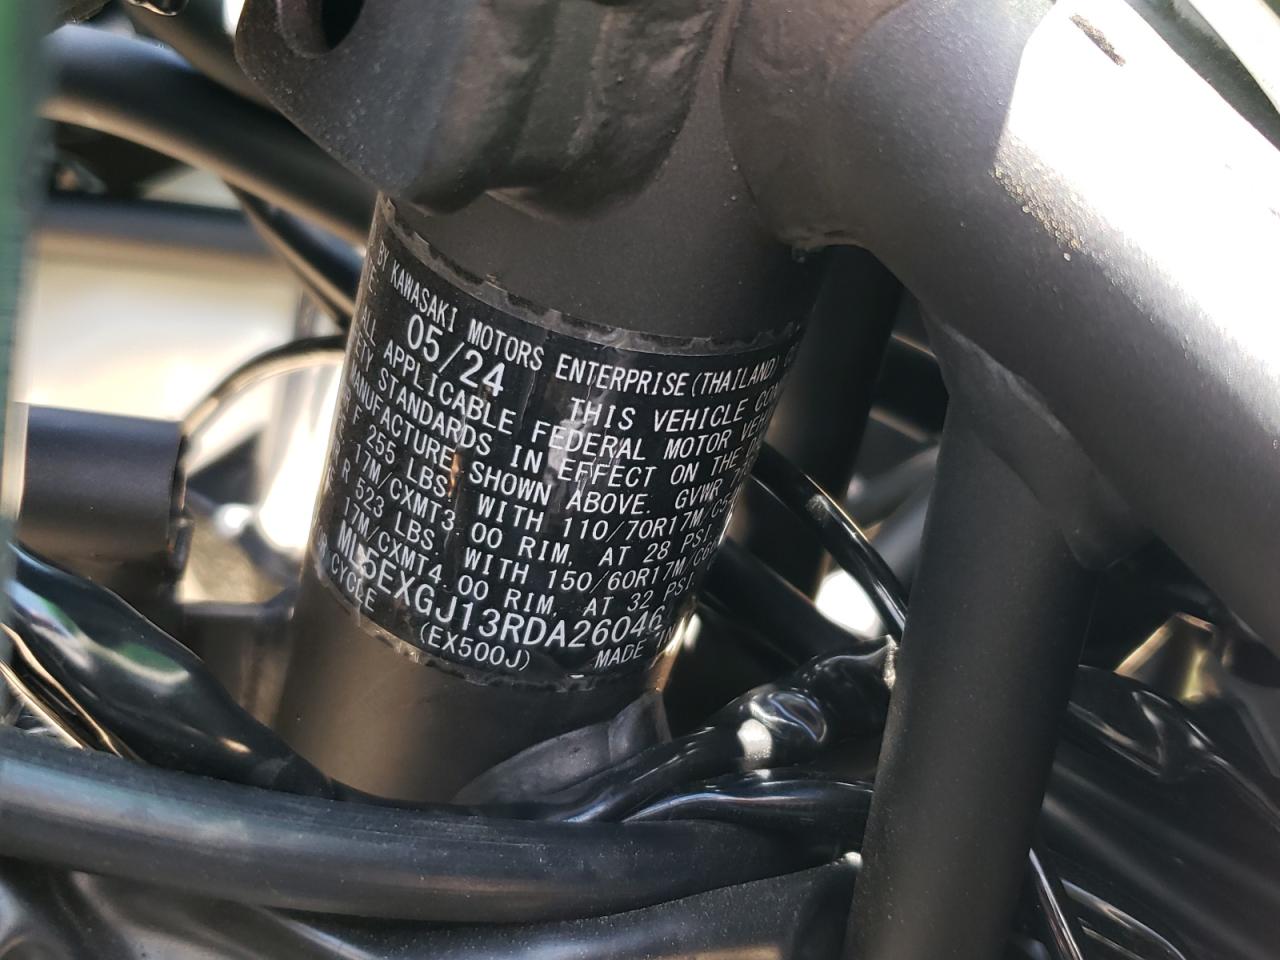 BY KAWASAKI MOTORS ENTERPRISE (THAILAND)
05/24 THIS VEHICLE
ALL APPLICABLE FEDERAL MOTOR
STANDARDS IN EFFECT ON THE
MANUFACTURE SHOWN ABOVE. GVWR
F 255 LBS. WITH 110/70R17M/C
17M/CXMT3.00 RIM, AT 28 PSI.
R 523 LBS. WITH 150/60R17M/C
17M/CXMT4.00 RIM, AT 32 PSI.
ML5EXGJ13RDA26046
CYCLE (EX500J) MADE IN